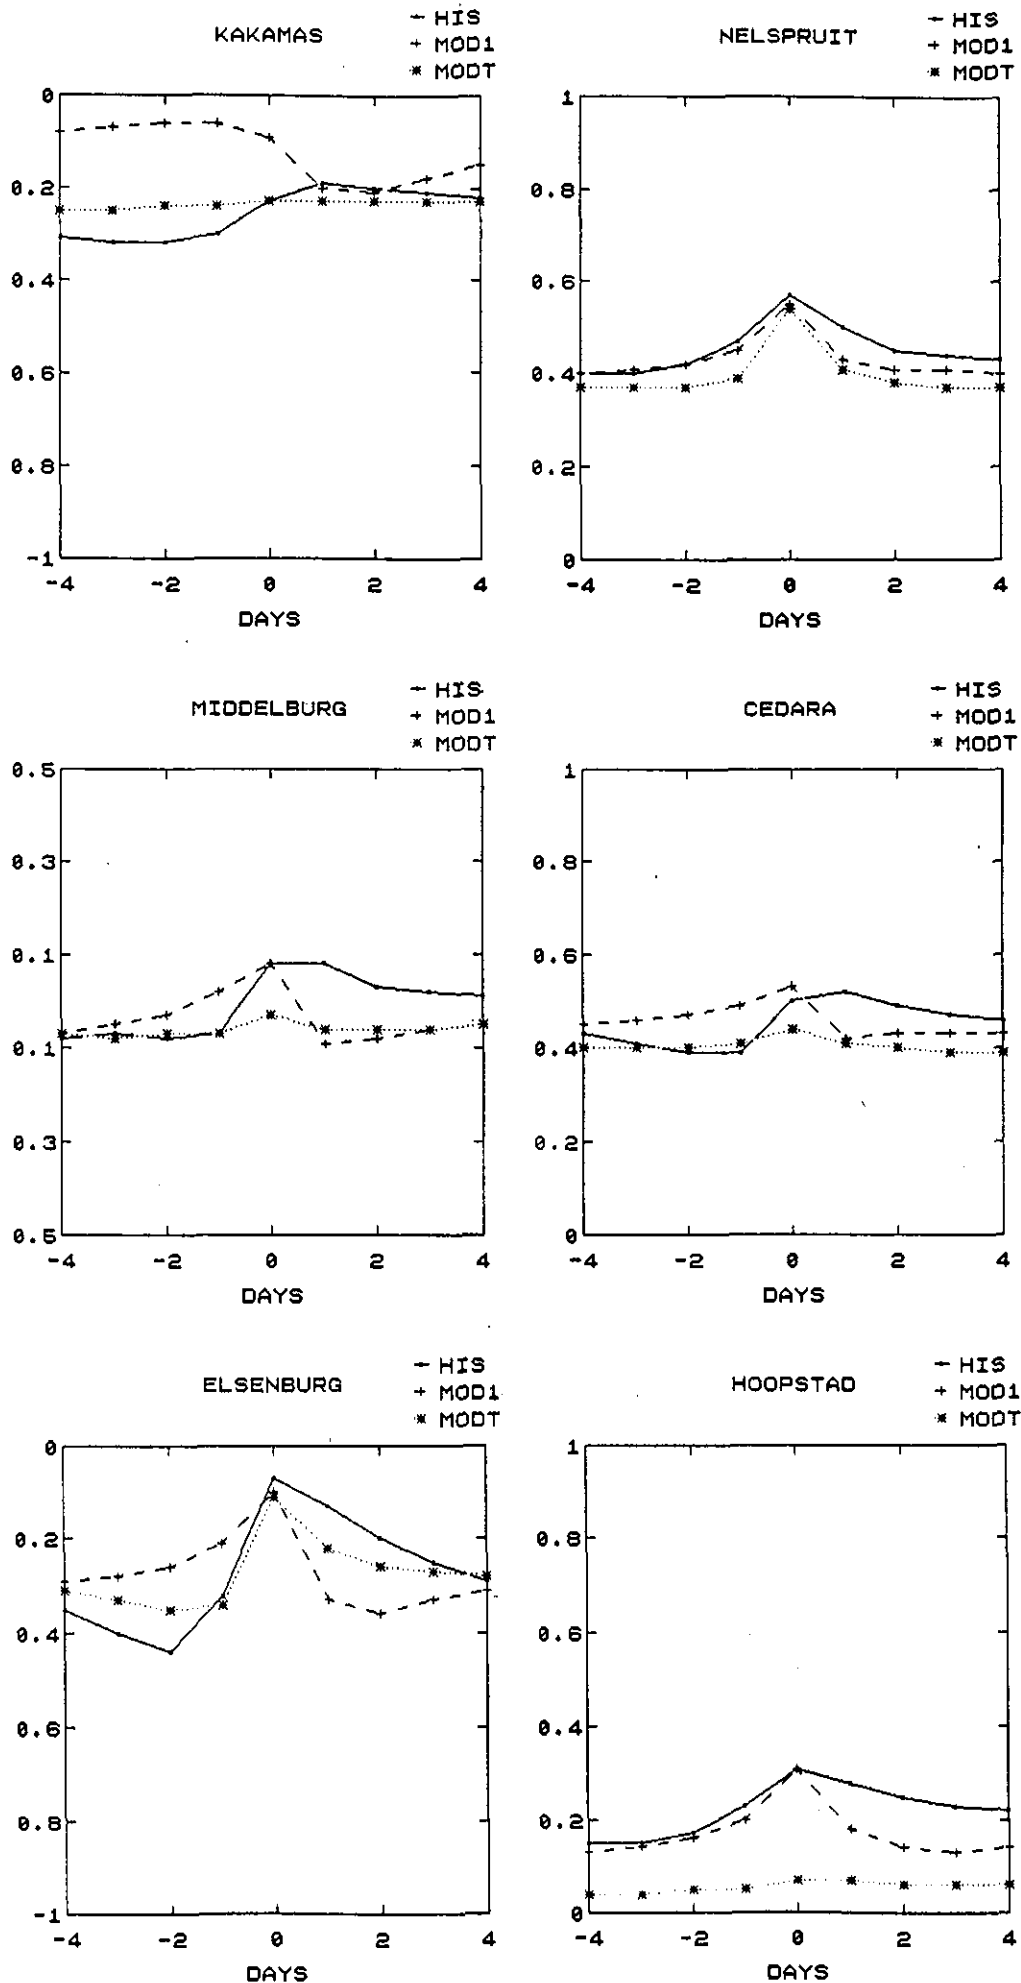 KAKAMAS
HIS
MOD1
MODT
0
0.2
0.4
0.6
0.8
-1
-4 -2 0 2 4
DAYS
NELSPRUIT
HIS
MOD1
MODT
1
0.8
0.6
0.4
0.2
0
-4 -2 0 2 4
DAYS
MIDDELBURG
HIS
MOD1
MODT
0.5
0.3
0.1
0.1
0.3
0.5
-4 -2 0 2 4
DAYS
CEDARA
HIS
MOD1
MODT
1
0.8
0.6
0.4
0.2
0
-4 -2 0 2 4
DAYS
ELSENBURG
HIS
MOD1
MODT
0
0.2
0.4
0.6
0.8
-1
-4 -2 0 2 4
DAYS
HOOPSTAD
HIS
MOD1
MODT
1
0.8
0.6
0.4
0.2
0
-4 -2 0 2 4
DAYS